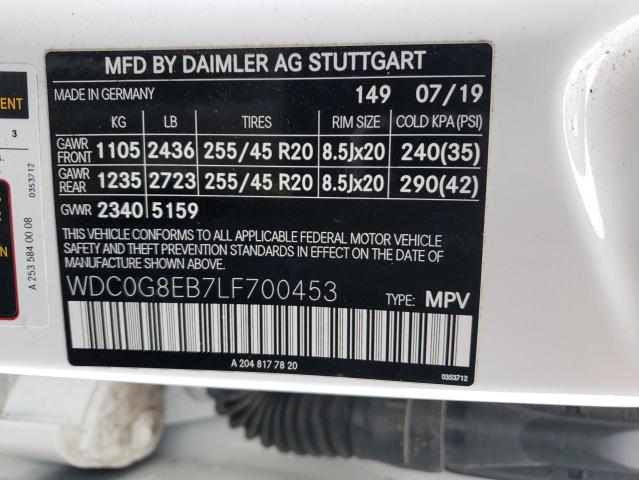 MFD BY DAIMLER AG STUTTGART
MADE IN GERMANY 149 07/19
KG LB TIRES RIM SIZE COLD KPA(PSI)
GAWR FRONT 1105 2436 255/45 R20 8.5Jx20 240(35)
GAWR REAR 1235 2723 255/45 R20 8.5Jx20 290(42)
GVWR 2340 5159
THIS VEHICLE CONFORMS TO ALL APPLICABLE FEDERAL MOTOR VEHICLE
SAFETY AND THEFT PREVENTION STANDARDS IN EFFECT ON THE DATE OF
MANUFACTURE SHOWN ABOVE.
WDC0G8EB7LF700453 TYPE: MPV
A 204 817 78 20
0353712
3
0353712
A 253 584 00 08